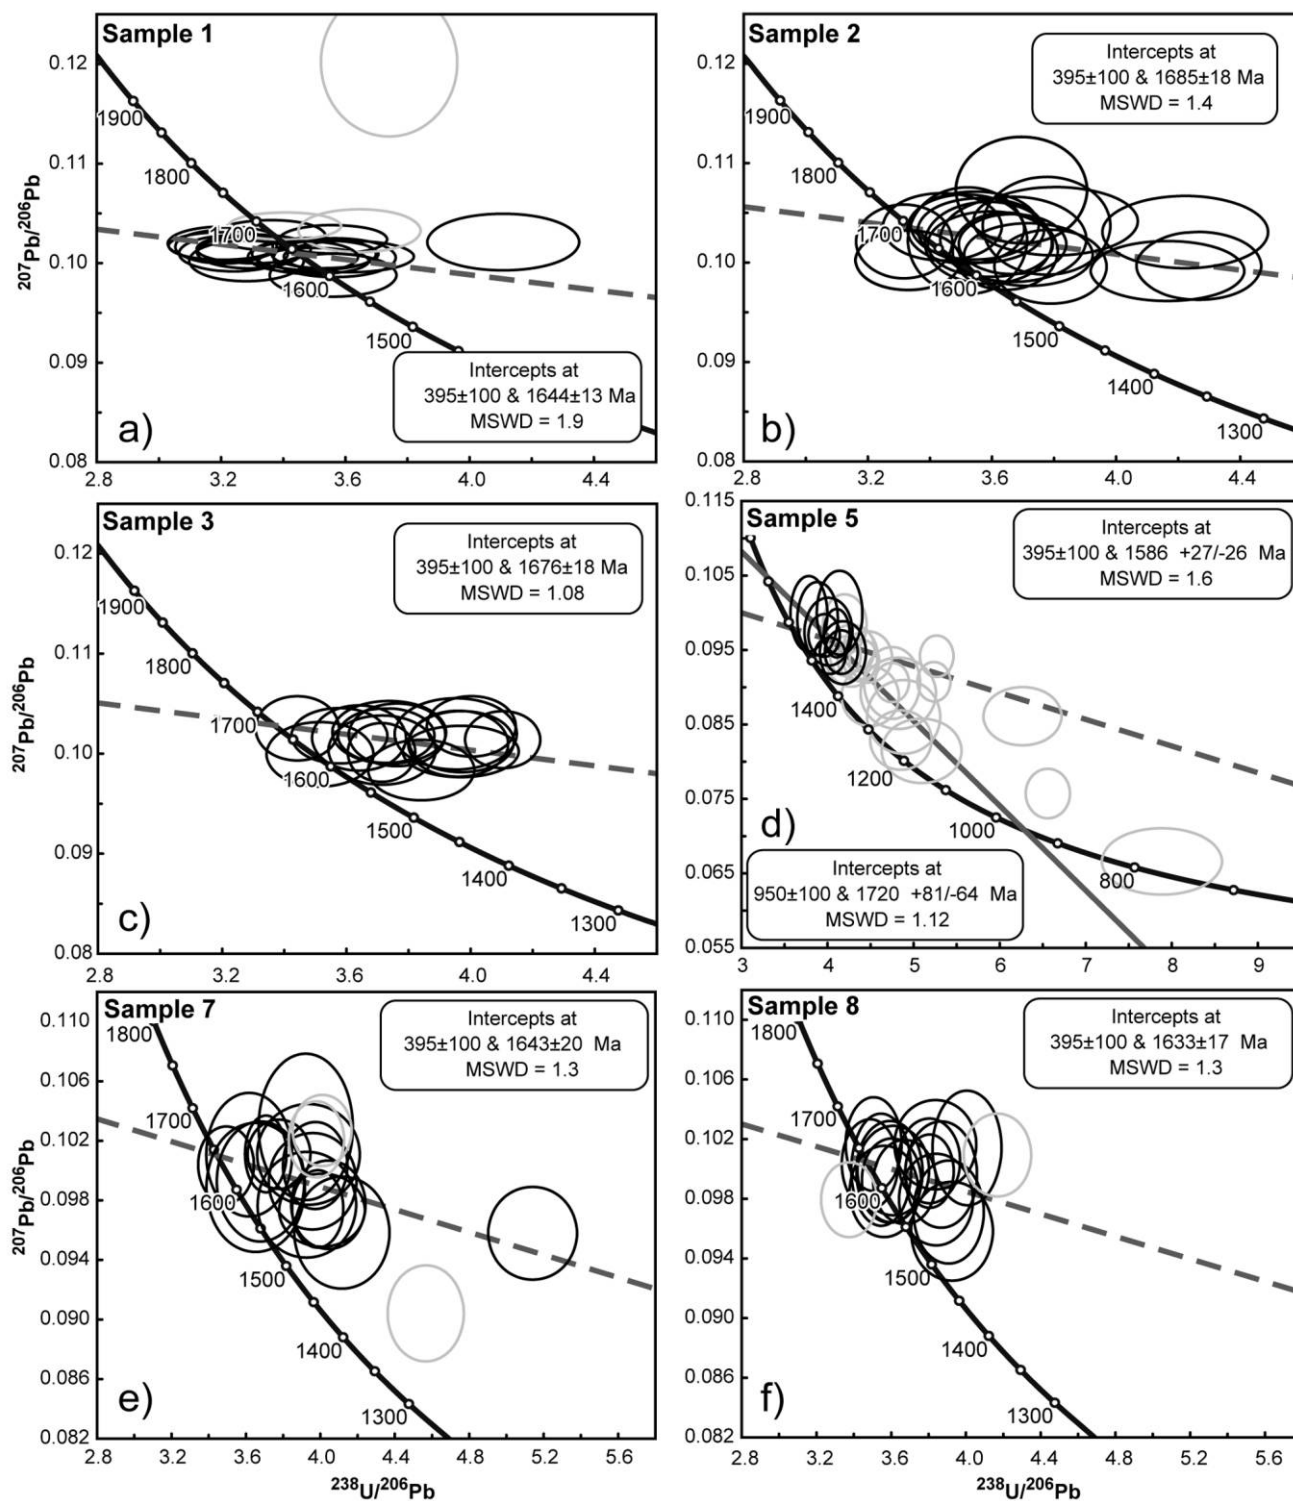 Sample 1
0.12
0.11
0.10
0.09
0.08
207Pb/206Pb
1900
1800
1700
1600
1500
Intercepts at
395±100 & 1644±13 Ma
MSWD = 1.9
a)
2.8
3.2
3.6
4.0
4.4
Sample 2
Intercepts at
395±100 & 1685±18 Ma
MSWD = 1.4
0.12
0.11
0.10
0.09
0.08
1900
1800
1700
1600
1500
1400
1300
b)
2.8
3.2
3.6
4.0
4.4
Sample 3
Intercepts at
395±100 & 1676±18 Ma
MSWD = 1.08
0.12
0.11
0.10
0.09
0.08
207Pb/206Pb
1900
1800
1700
1600
1500
1400
1300
c)
2.8
3.2
3.6
4.0
4.4
Sample 5
Intercepts at
395±100 & 1586 +27/-26 Ma
MSWD = 1.6
0.115
0.105
0.095
0.085
0.075
0.065
0.055
1400
1200
1000
800
d)
Intercepts at
950±100 & 1720 +81/-64 Ma
MSWD = 1.12
3
4
5
6
7
8
9
Sample 7
Intercepts at
395±100 & 1643±20 Ma
MSWD = 1.3
0.110
0.106
0.102
0.098
0.094
0.090
0.086
0.082
207Pb/206Pb
1800
1700
1600
1500
1400
1300
e)
2.8
3.2
3.6
4.0
4.4
4.8
5.2
5.6
238U/206Pb
Sample 8
Intercepts at
395±100 & 1633±17 Ma
MSWD = 1.3
0.110
0.106
0.102
0.098
0.094
0.090
0.086
0.082
1800
1700
1600
1500
1400
1300
f)
2.8
3.2
3.6
4.0
4.4
4.8
5.2
5.6
238U/206Pb